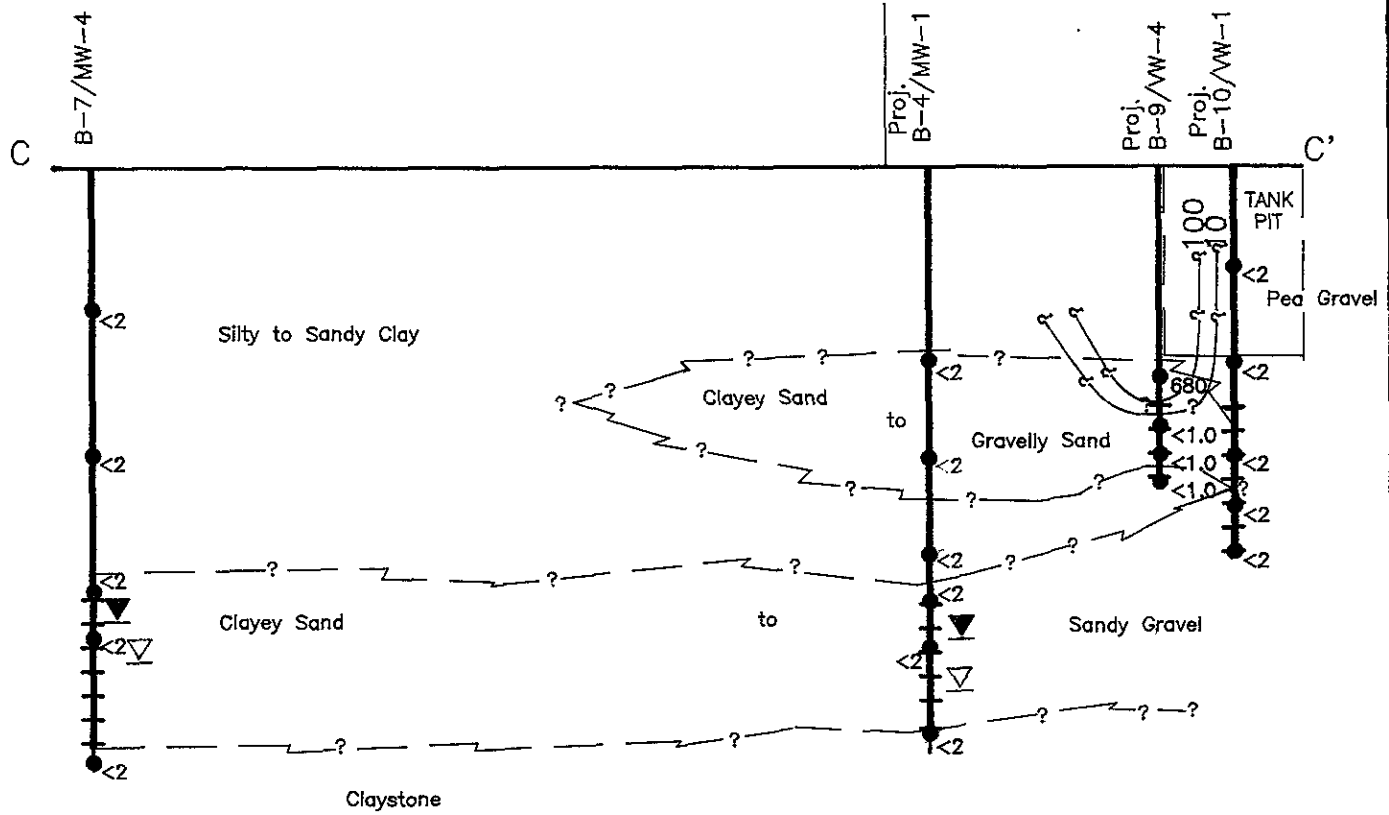 B-7/MW-4
Proj.
B-4/MW-1
Proj.
B-9/VW-4
Proj.
B-10/VW-1
C
C'
TANK
PIT
100
10
<2
Pea Gravel
<2
Silty to Sandy Clay
? ? ?
<2
<2
680
? ?
Clayey Sand
to
Gravelly Sand
?
<1.0
?
<2
<2
<1.0
<2
? ? ?
<1.0
?
<2
? ? ? ? ?
<2
<2
<2
<2
Clayey Sand
to
Sandy Gravel
<2
<2
? ? ?
? ?
<2
<2
Claystone